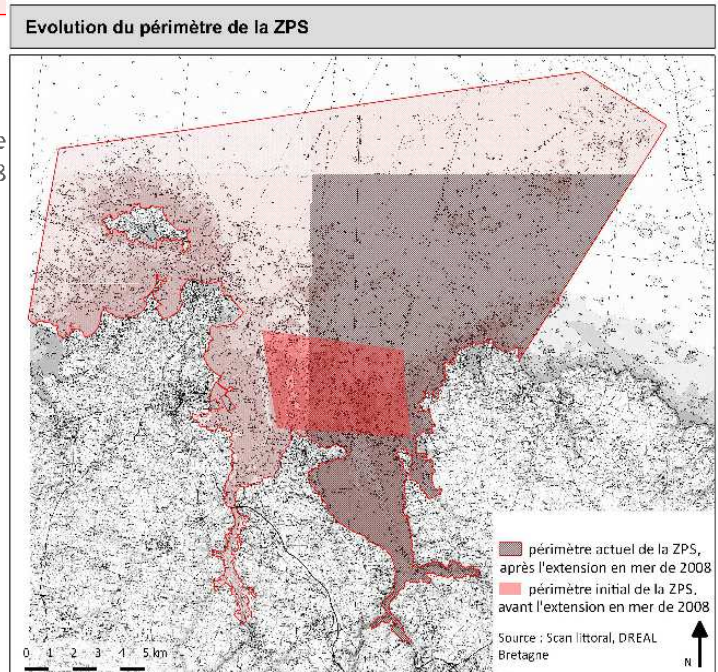 Evolution du périmètre de la ZPS
e
8
périmètre actuel de la ZPS,
après l'extension en mer de 2008
périmètre initial de la ZPS,
avant l'extension en mer de 2008
Source : Scan littoral, DREAL
Bretagne
N
0 1 2 3 4 5 km